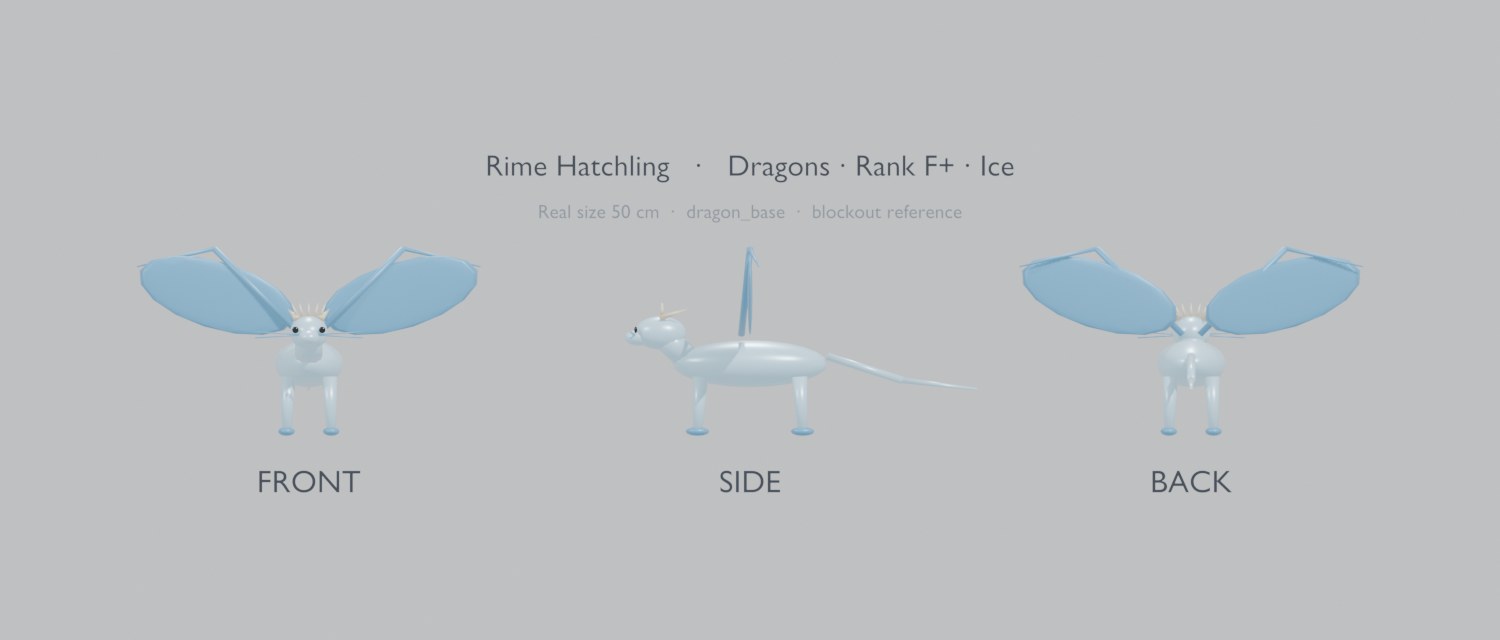 Rime Hatchling · Dragons · Rank F+ · Ice
Real size 50 cm · dragon_base · blockout reference
FRONT SIDE BACK